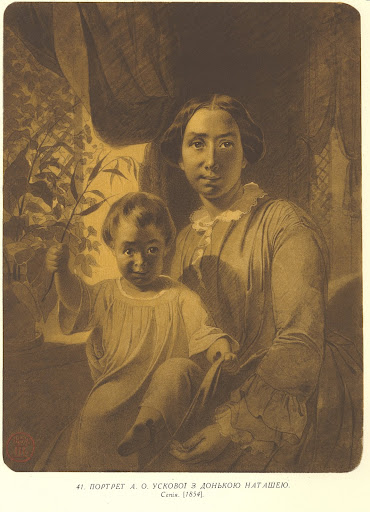 41. ПОРТРЕТ А. О. УСКОВОЇ З ДОНЬКОЮ НАТАШЕЮ.
Сепія. [1854].